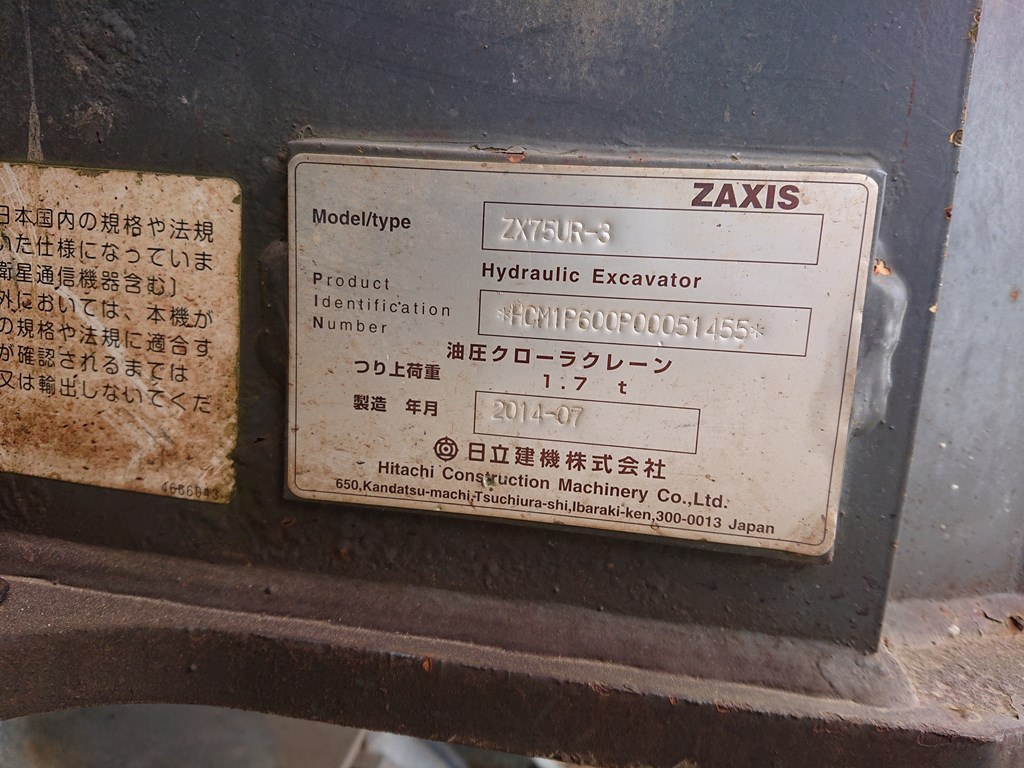 日本国内の規格や法規
いた仕様になっていま
衛星通信機器含む〕
外においては、本機が
の規格や法規に適合す
が確認されるまでは
又は輸出しないでくだ
4686043
ZAXIS
Model/type ZX75UR-3
Hydraulic Excavator
Product
Identification
Number
*HCM1P600P00051455*
油圧クローラクレーン
つり上荷重 1.7 t
製造 年月 2014-07
日立建機株式会社
Hitachi Construction Machinery Co.,Ltd.
650,Kandatsu-machi,Tsuchiura-shi,Ibaraki-ken,300-0013 Japan